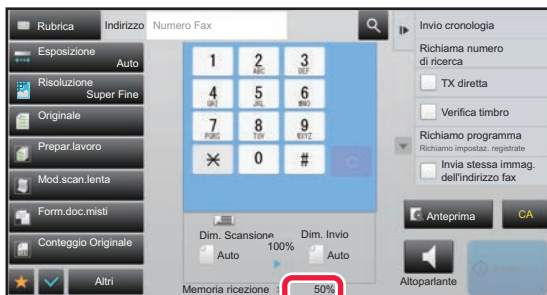 Rubrica
Indirizzo
Numero Fax
Esposizione
Auto
Risoluzione
Super Fine
Originale
Prepar.lavoro
Mod.scan.lenta
Form.doc.misti
Conteggio Originale
Altri
1
2
ABC
3
DEF
4
GHI
5
JKL
6
MNO
7
PQRS
8
TUV
9
WXYZ
0
#
C
Dim. Scansione
Auto
100%
Dim. Invio
Auto
Memoria ricezione :
50%
Invio cronologia
Richiama numero
di ricerca
TX diretta
Verifica timbro
Richiamo programma
Richiamo impostaz. registrate
Invia stessa immag.
dell'indirizzo fax
Anteprima
CA
Altoparlante
Avvio